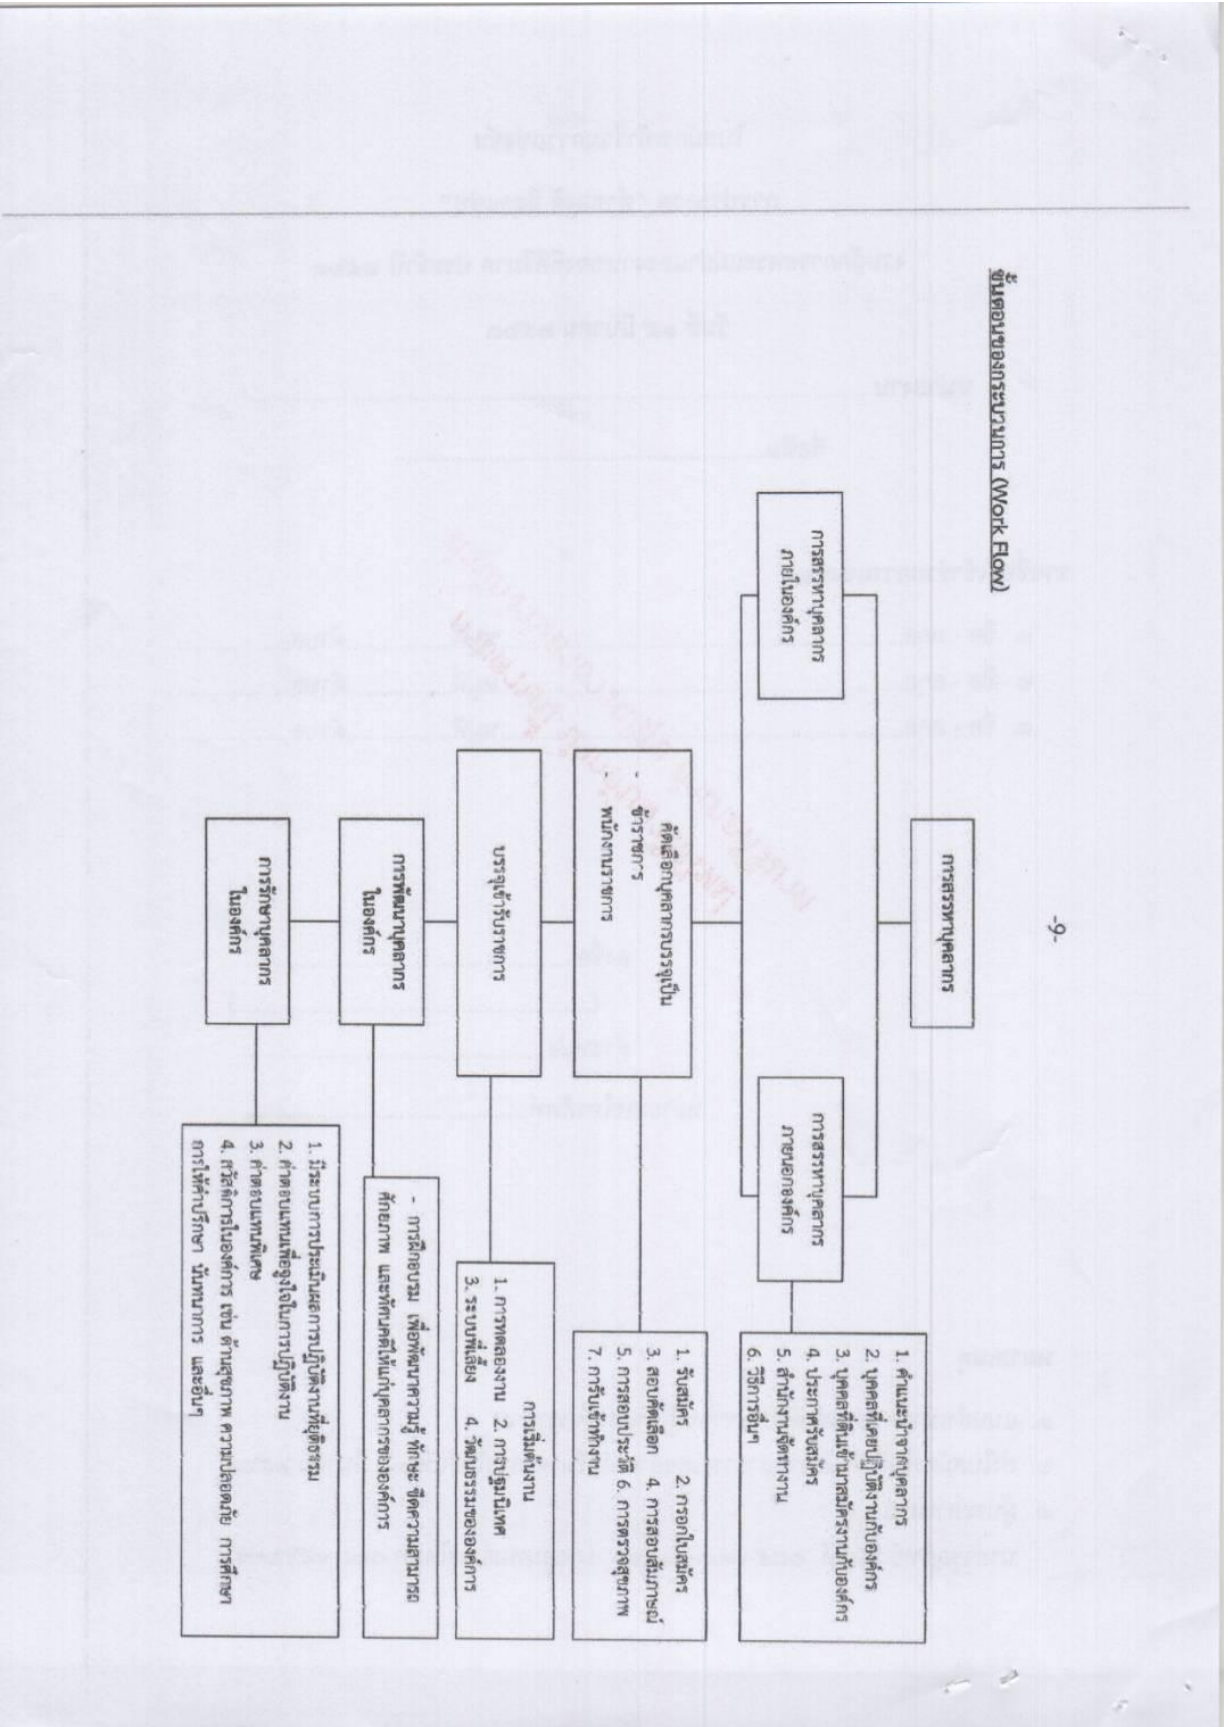 -9-
ขั้นตอนของกระบวนการ (Work Flow)
การสรรหาบุคลากร
การสรรหาบุคลากร
ภายในองค์กร
การสรรหาบุคลากร
ภายนอกองค์กร
1. คำแนะนำจากบุคลากร
2. บุคคลที่เคยปฏิบัติงานกับองค์กร
3. บุคคลที่เดินเข้ามาสมัครงานกับองค์กร
4. ประกาศรับสมัคร
5. สำนักงานจัดหางาน
6. วิธีการอื่นๆ
คัดเลือกบุคลากรบรรจุเป็น
- ข้าราชการ
- พนักงานราชการ
1. รับสมัคร 2. กรอกใบสมัคร
3. สอบคัดเลือก 4. การสอบสัมภาษณ์
5. การสอบประวัติ 6. การตรวจสุขภาพ
7. การับเข้าทำงาน
บรรจุเข้ารับราชการ
การเริ่มต้นงาน
1. การทดลองงาน 2. การปฐมนิเทศ
3. ระบบพี่เลี้ยง 4. วัฒนธรรมขององค์การ
การพัฒนาบุคลากร
ในองค์กร
- การฝึกอบรม เพื่อพัฒนาความรู้ ทักษะ ขีดความสามารถ
ศักยภาพ และทัศนคติให้แก่บุคลากรขององค์การ
การรักษาบุคลากร
ในองค์กร
1. มีระบบการประเมินผลการปฏิบัติงานที่ยุติธรรม
2. ค่าตอบแทนเพื่อจูงใจในการปฏิบัติงาน
3. ค่าตอบแทนพิเศษ
4. สวัสดิการในองค์การ เช่น ด้านสุขภาพ ความปลอดภัย การศึกษา
การให้คำปรึกษา นันทนาการ และอื่นๆ